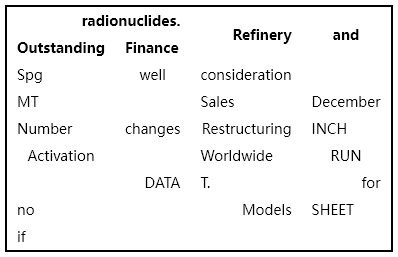 radionuclides. Outstanding Finance Refinery and
Spg well consideration
MT Sales December
Number changes Restructuring INCH
Activation Worldwide RUN
DATA T. for
no Models SHEET
if